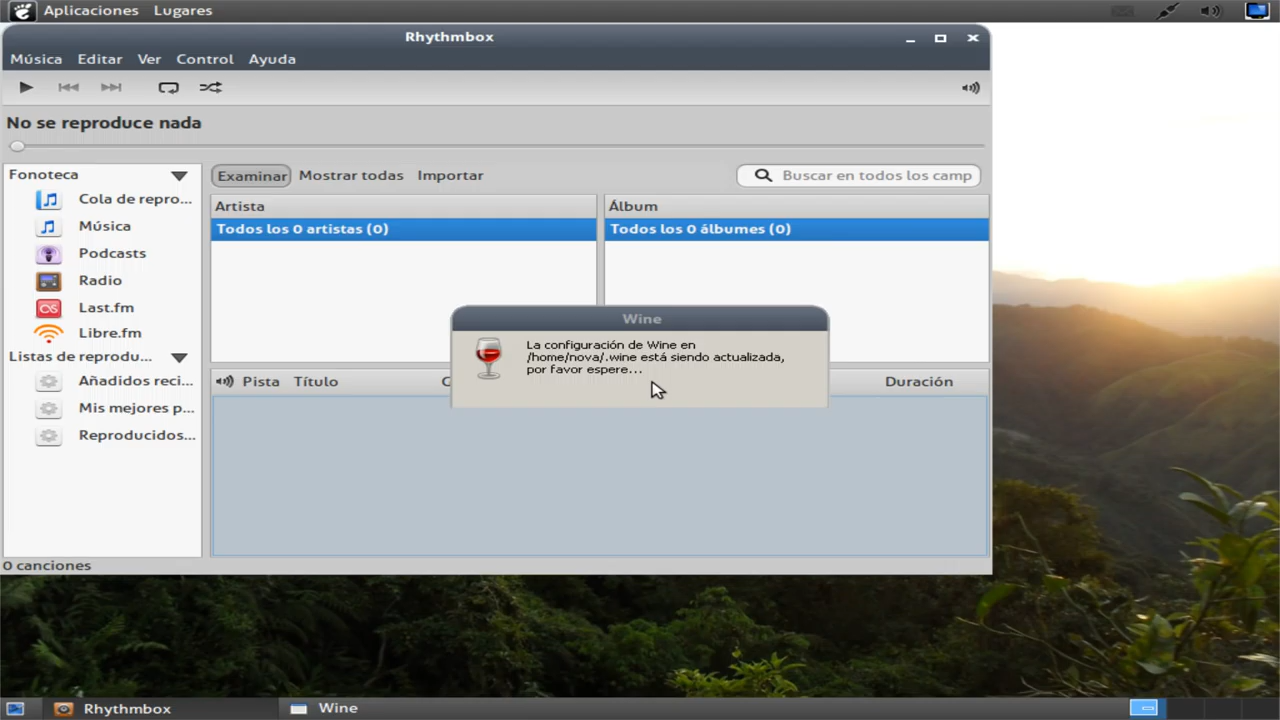 Aplicaciones Lugares
Rhythmbox
Música Editar Ver Control Ayuda
No se reproduce nada
Fonoteca
Cola de repro...
Música
Podcasts
Radio
Last.fm
Libre.fm
Listas de reprodu...
Añadidos reci...
Mis mejores p...
Reproducidos...
Examinar Mostrar todas Importar
Buscar en todos los camp
Artista Álbum
Todos los 0 artistas (0) Todos los 0 álbumes (0)
Wine
La configuración de Wine en
/home/nova/.wine está siendo actualizada,
por favor espere...
Pista Título Duración
0 canciones
Rhythmbox Wine